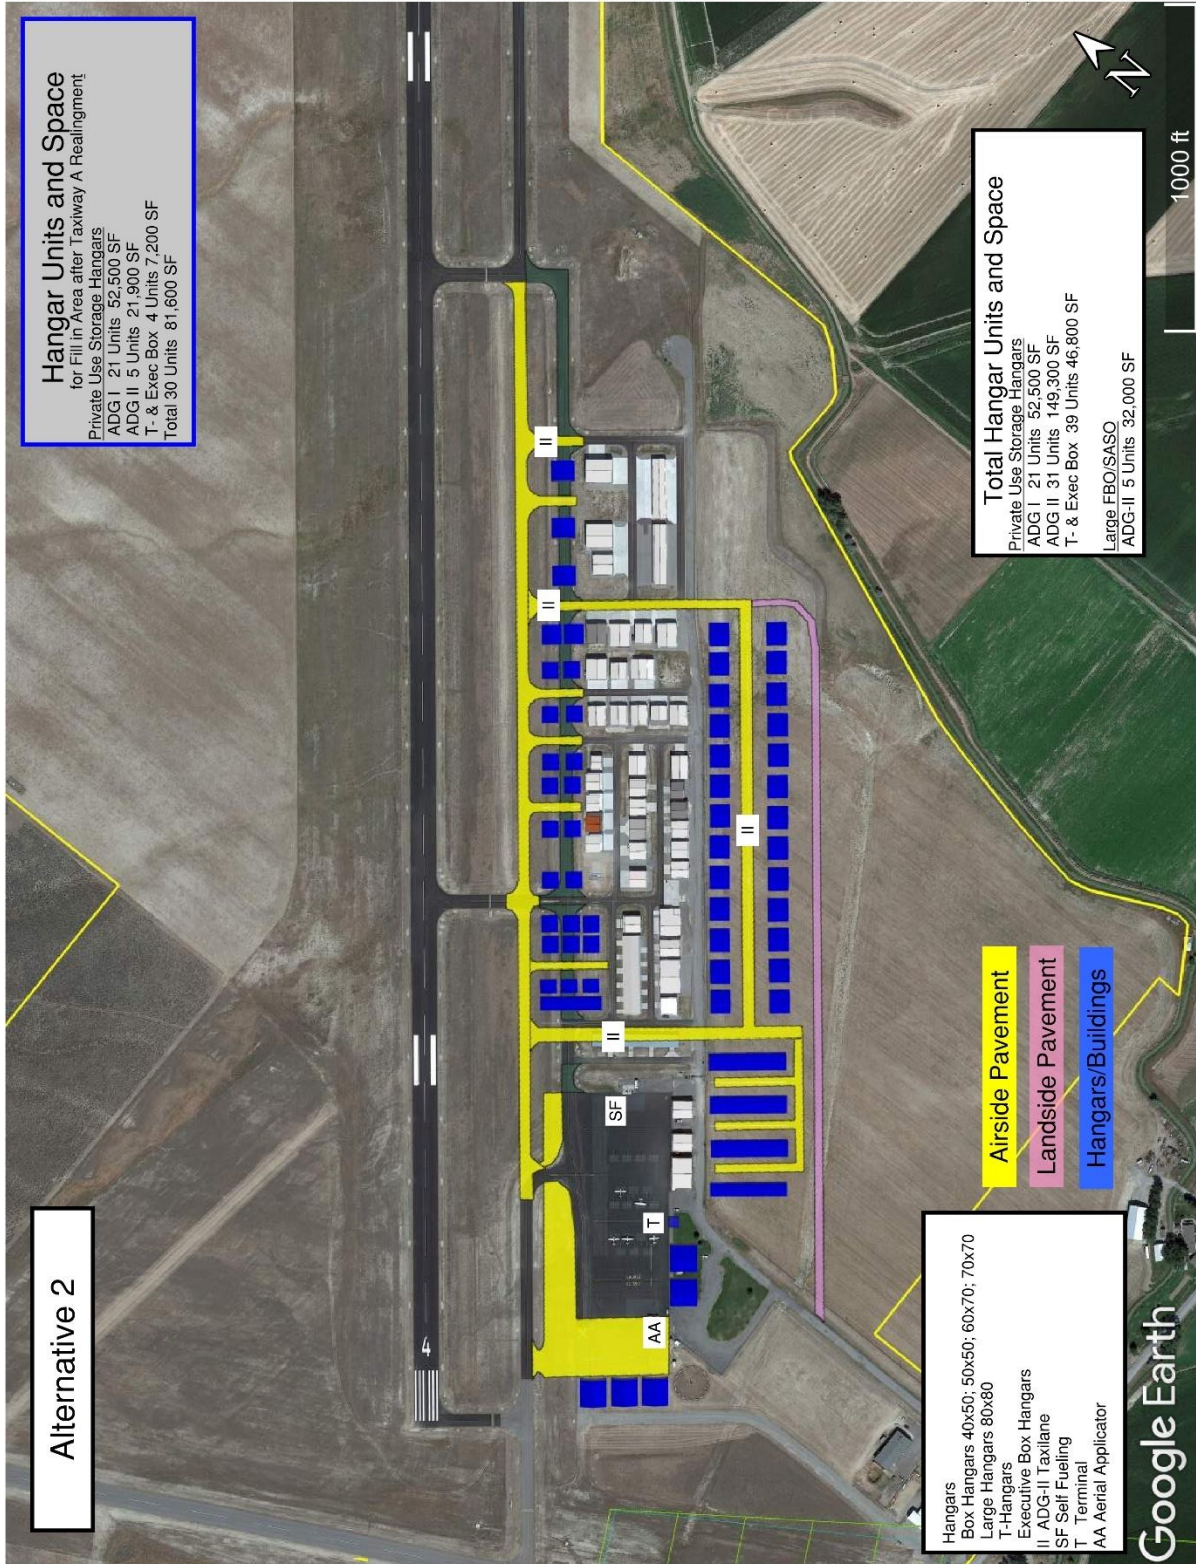 Alternative 2
Hangar Units and Space
for Fill in Area after Taxiway A Realingment
Private Use Storage Hangars
ADG I 21 Units 52,500 SF
ADG II 5 Units 21,900 SF
T- & Exec Box 4 Units 7,200 SF
Total 30 Units 81,600 SF
4
II
II
II
II
SF
T
AA
N
Total Hangar Units and Space
Private Use Storage Hangars
ADG I 21 Units 52,500 SF
ADG II 31 Units 149,300 SF
T- & Exec Box 39 Units 46,800 SF
Large FBO/SASO
ADG-II 5 Units 32,000 SF
Airside Pavement
Landside Pavement
Hangars/Buildings
Hangars
Box Hangars 40x50; 50x50; 60x70; 70x70
Large Hangars 80x80
T-Hangars
Executive Box Hangars
II ADG-II Taxilane
SF Self Fueling
T Terminal
AA Aerial Applicator
Google Earth
1000 ft